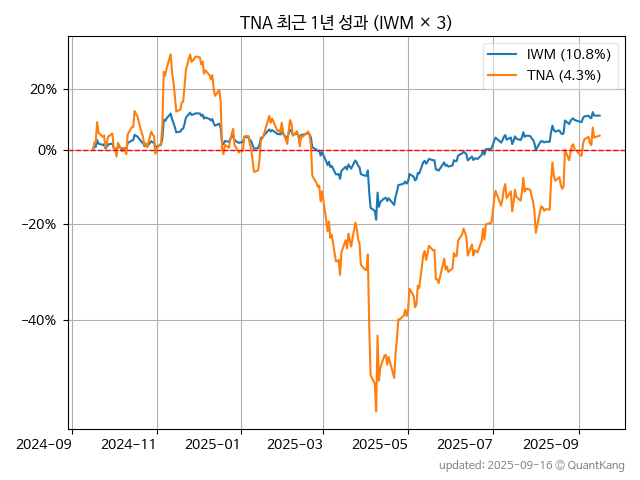 TNA 최근 1년 성과 (IWM × 3)
IWM (10.8%)
TNA (4.3%)
20%
0%
−20%
−40%
2024-09
2024-11
2025-01
2025-03
2025-05
2025-07
2025-09
updated: 2025-09-16 © QuantKang